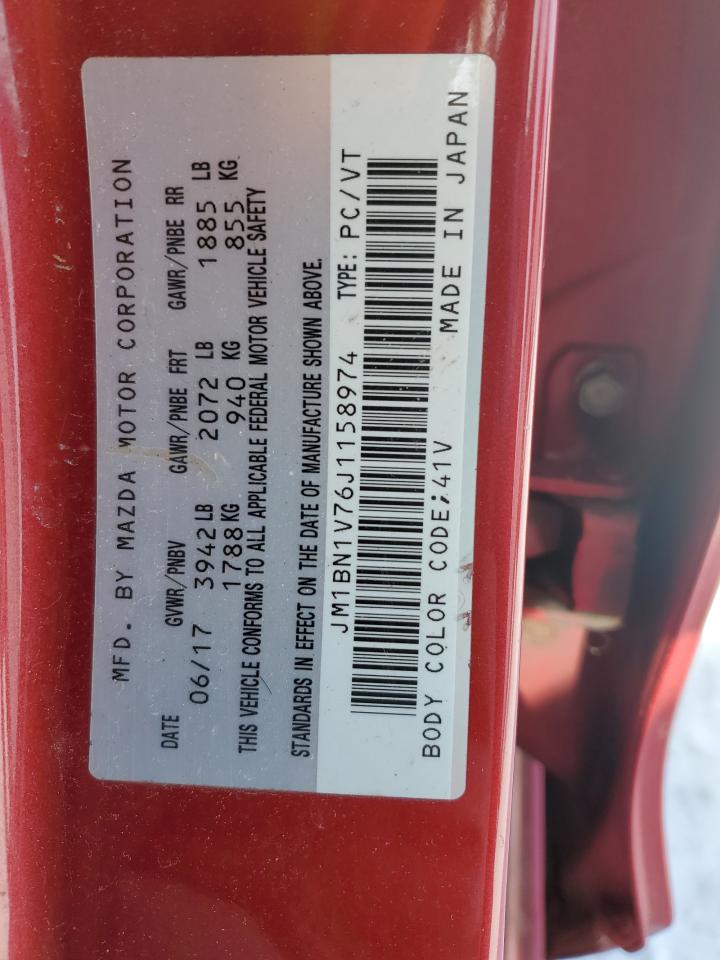 MFD. BY MAZDA MOTOR CORPORATION
DATE GVWR/PNBV GAWR/PNBE FRT GAWR/PNBE RR
06/17 3942 LB 2072 LB 1885 LB
1788 KG 940 KG 855 KG
THIS VEHICLE CONFORMS TO ALL APPLICABLE FEDERAL MOTOR VEHICLE SAFETY
STANDARDS IN EFFECT ON THE DATE OF MANUFACTURE SHOWN ABOVE.
JM1BN1V76J1158974 TYPE: PC/VT
BODY COLOR CODE;41V MADE IN JAPAN